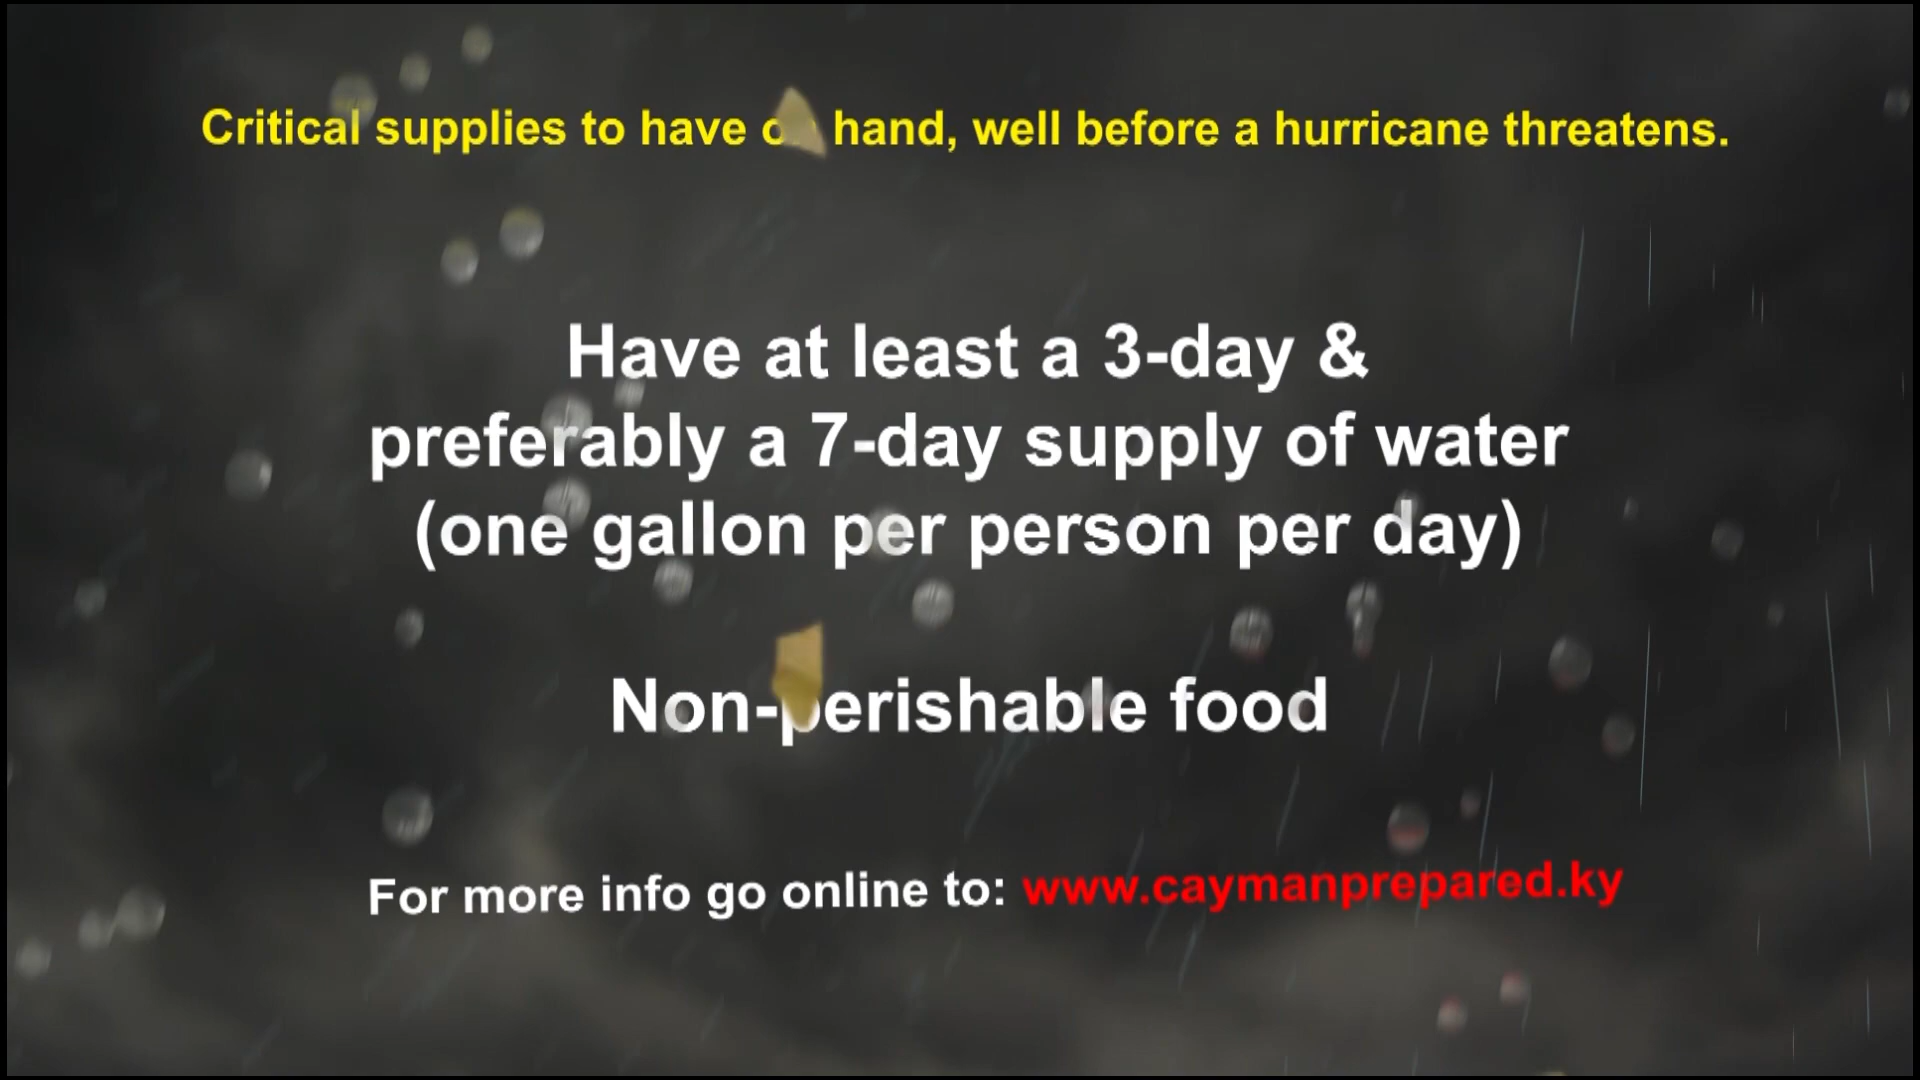 Critical supplies to have on hand, well before a hurricane threatens.
Have at least a 3-day &
preferably a 7-day supply of water
(one gallon per person per day)
Non-perishable food
For more info go online to: www.caymanprepared.ky